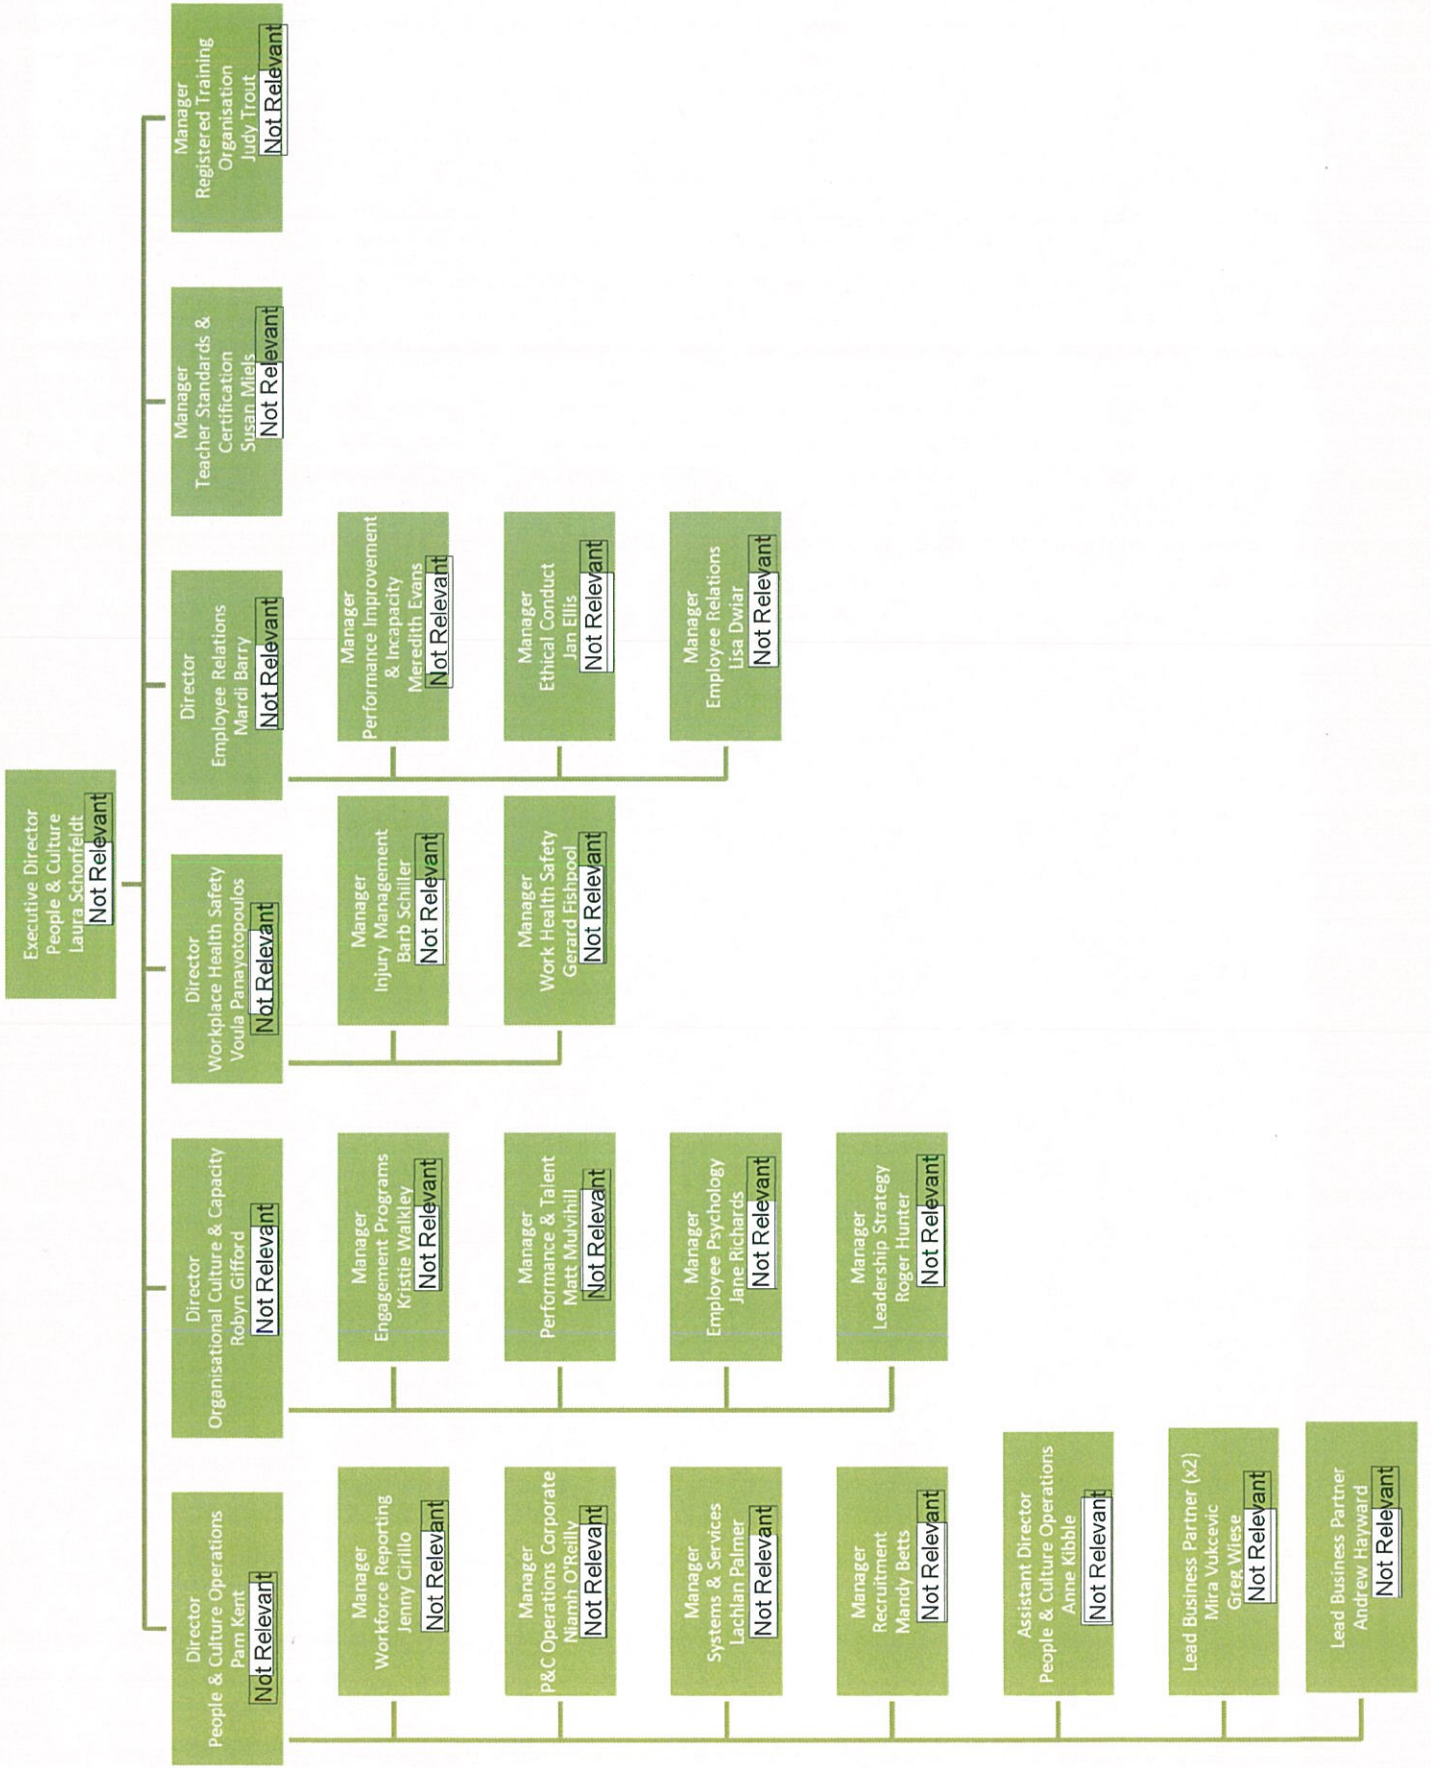 Executive Director
People & Culture
Laura Schonfeldt
Not Relevant
Director
People & Culture Operations
Pam Kent
Not Relevant
Director
Organisational Culture & Capacity
Robyn Gifford
Not Relevant
Director
Workplace Health Safety
Voula Panayotopoulos
Not Relevant
Director
Employee Relations
Mardi Barry
Not Relevant
Manager
Teacher Standards &
Certification
Susan Miels
Not Relevant
Manager
Registered Training
Organisation
Judy Trout
Not Relevant
Manager
Workforce Reporting
Jenny Cirillo
Not Relevant
Manager
P&C Operations Corporate
Niamh O'Reilly
Not Relevant
Manager
Systems & Services
Lachlan Palmer
Not Relevant
Manager
Recruitment
Mandy Betts
Not Relevant
Assistant Director
People & Culture Operations
Anne Kibble
Not Relevant
Lead Business Partner (x2)
Mira Vukcevic
Greg Wiese
Not Relevant
Lead Business Partner
Andrew Hayward
Not Relevant
Manager
Engagement Programs
Kristie Walkley
Not Relevant
Manager
Performance & Talent
Matt Mulvihill
Not Relevant
Manager
Employee Psychology
Jane Richards
Not Relevant
Manager
Leadership Strategy
Roger Hunter
Not Relevant
Manager
Injury Management
Barb Schiller
Not Relevant
Manager
Work Health Safety
Gerard Fishpool
Not Relevant
Manager
Performance Improvement
& Incapacity
Meredith Evans
Not Relevant
Manager
Ethical Conduct
Jan Ellis
Not Relevant
Manager
Employee Relations
Lisa Dwiar
Not Relevant